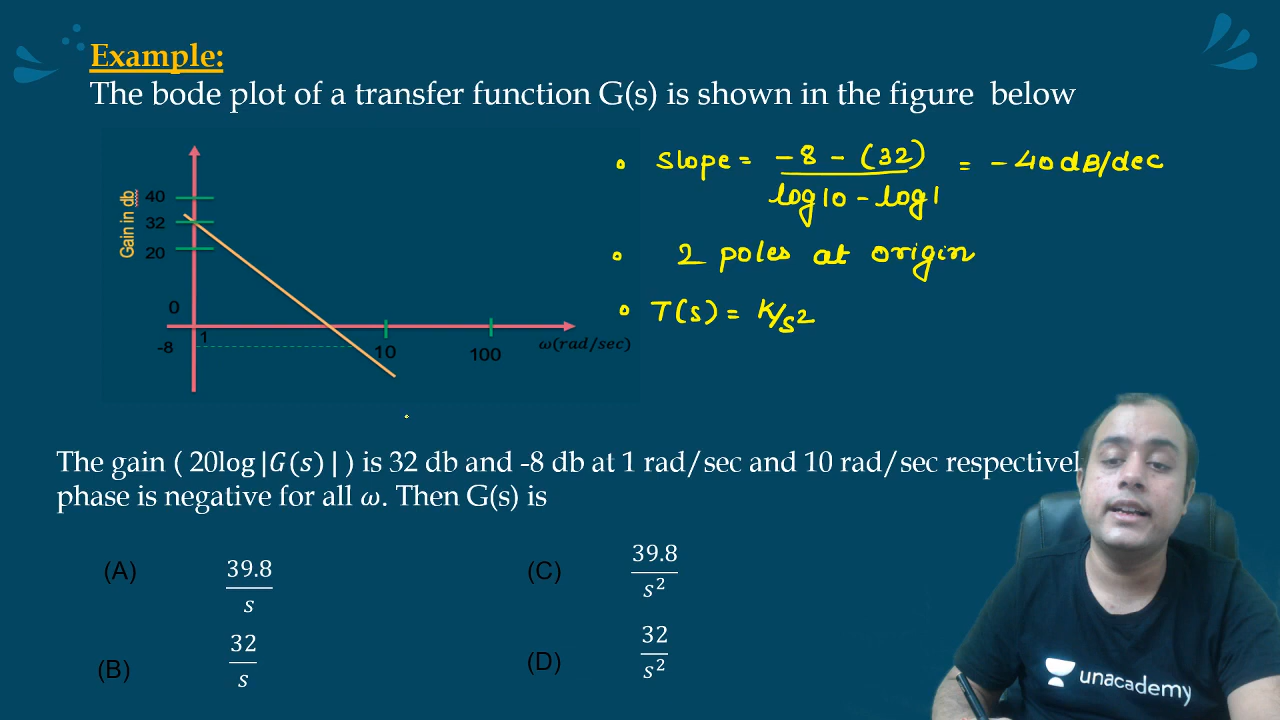 Example:
The bode plot of a transfer function G(s) is shown in the figure below
Gain in db
40
32
20
0
-8
1
10
100
ω(rad/sec)
• Slope = -8 - (32) / log10 - log1 = -40 dB/dec
• 2 poles at origin
• T(s) = K/s²
The gain ( 20log|G(s)| ) is 32 db and -8 db at 1 rad/sec and 10 rad/sec respectivel
phase is negative for all ω. Then G(s) is
(A) 39.8/s
(C) 39.8/s²
(B) 32/s
(D) 32/s²
unacademy